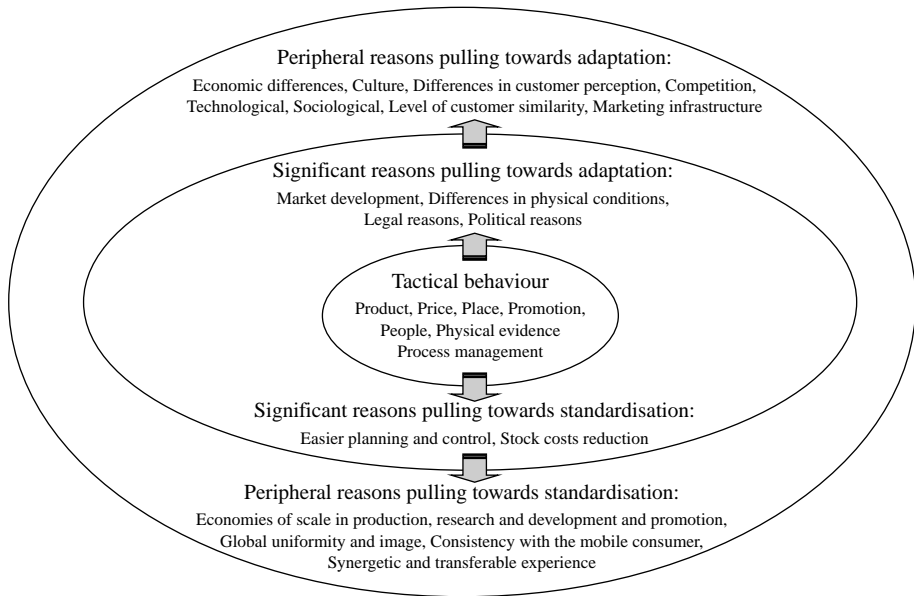 Peripheral reasons pulling towards adaptation:
Economic differences, Culture, Differences in customer perception, Competition,
Technological, Sociological, Level of customer similarity, Marketing infrastructure
Significant reasons pulling towards adaptation:
Market development, Differences in physical conditions,
Legal reasons, Political reasons
Tactical behaviour
Product, Price, Place, Promotion,
People, Physical evidence
Process management
Significant reasons pulling towards standardisation:
Easier planning and control, Stock costs reduction
Peripheral reasons pulling towards standardisation:
Economies of scale in production, research and development and promotion,
Global uniformity and image, Consistency with the mobile consumer,
Synergetic and transferable experience